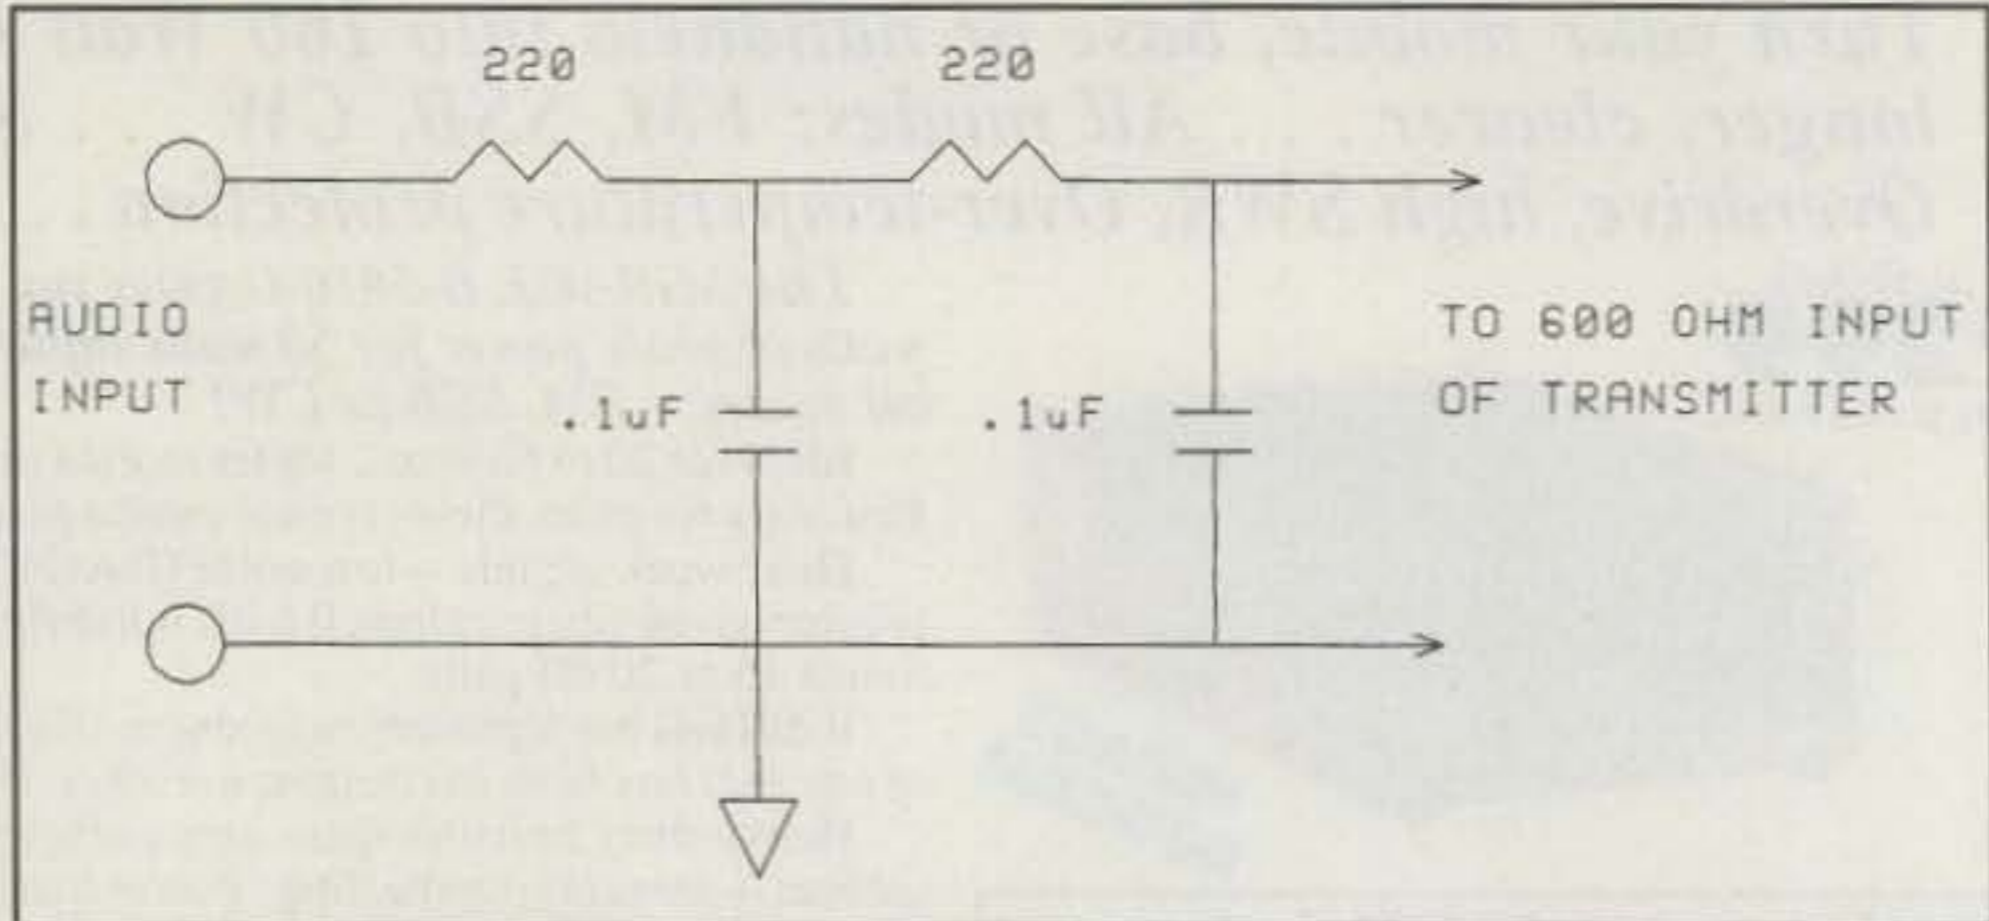 220
220
AUDIO
INPUT
.1uF
.1uF
TO 600 OHM INPUT
OF TRANSMITTER